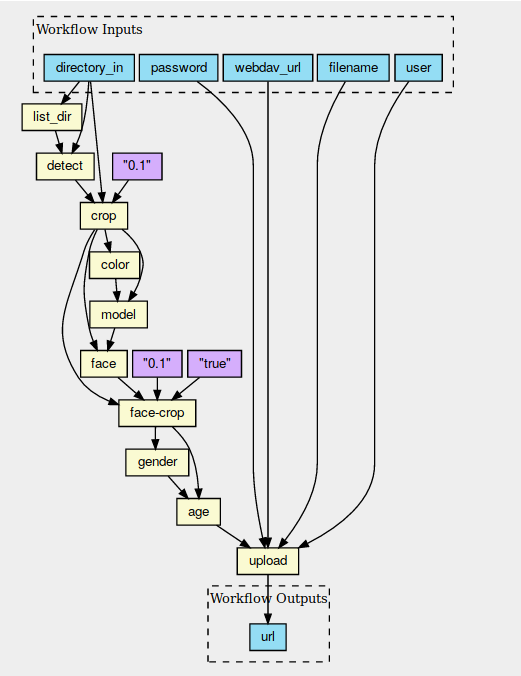 Workflow Inputs
directory_in password webdav_url filename user
list_dir
detect "0.1"
crop
color
model
face "0.1" "true"
face-crop
gender
age
upload
Workflow Outputs
url